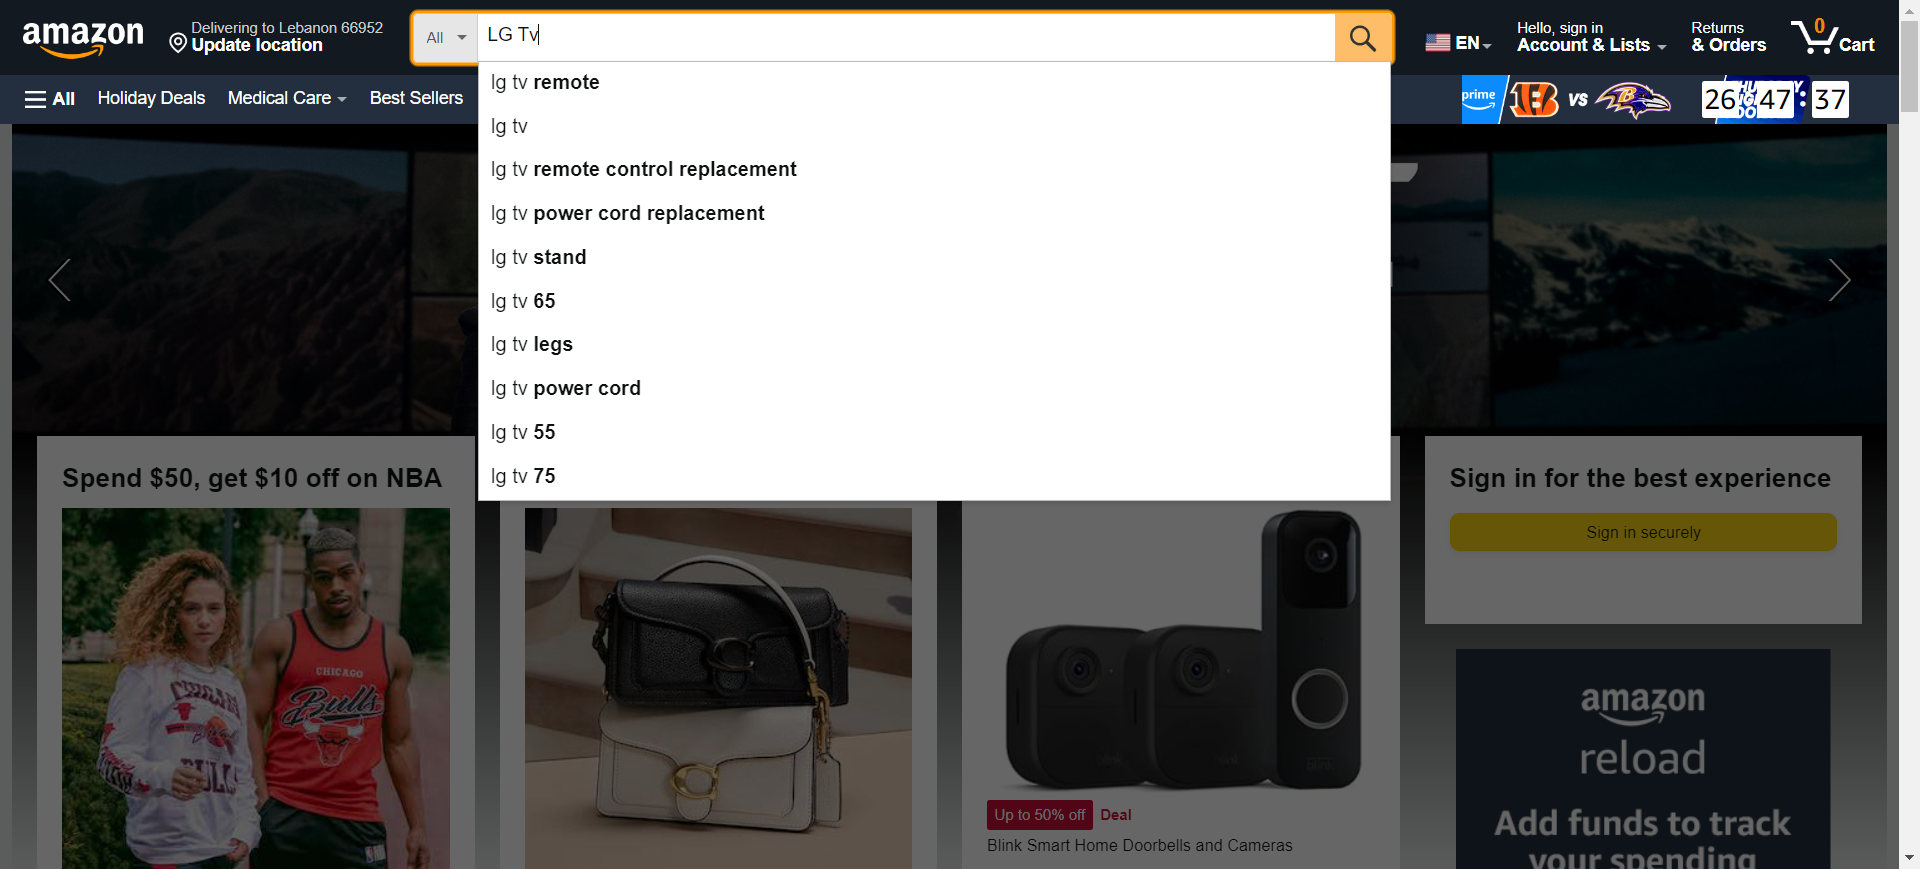 amazon
Delivering to Lebanon 66952
Update location
All
LG Tv
EN
Hello, sign in
Account & Lists
Returns
& Orders
0
Cart
All
Holiday Deals
Medical Care
Best Sellers
prime
VS
26 47 : 37
lg tv remote
lg tv
lg tv remote control replacement
lg tv power cord replacement
lg tv stand
lg tv 65
lg tv legs
lg tv power cord
lg tv 55
lg tv 75
Spend $50, get $10 off on NBA
CHICAGO
Bulls
Sign in for the best experience
Sign in securely
Up to 50% off
Deal
Blink Smart Home Doorbells and Cameras
amazon
reload
Add funds to track
your spending